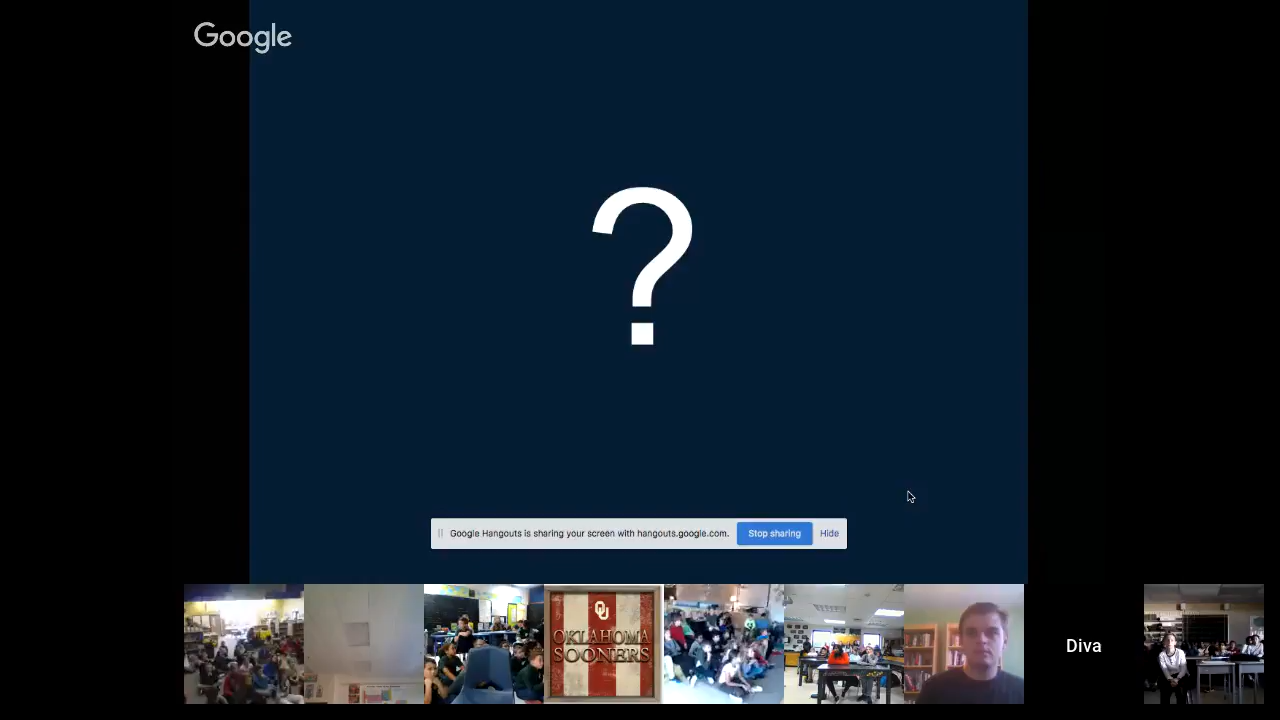 Google
?
Google Hangouts is sharing your screen with hangouts.google.com. Stop sharing Hide
OU
OKLAHOMA
SOONERS
Diva